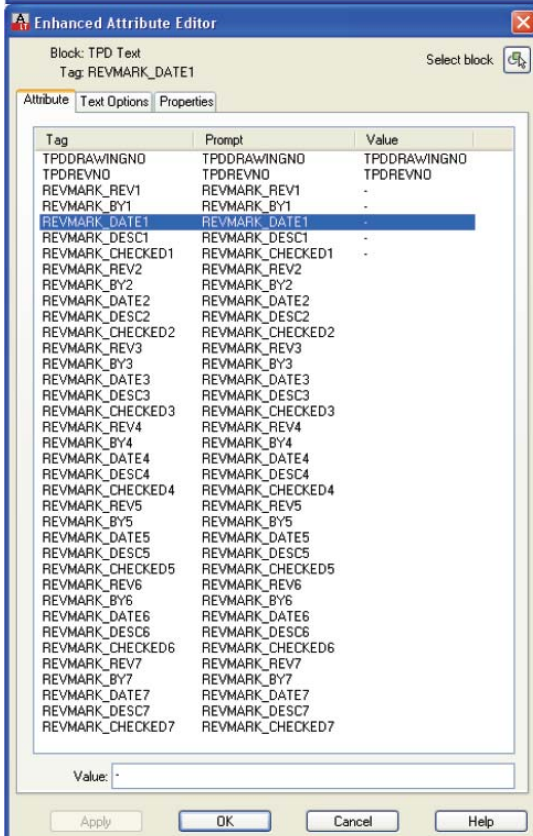 Enhanced Attribute Editor
Block: TPD Text
Tag: REVMARK_DATE1
Select block
Attribute Text Options Properties
Tag Prompt Value
TPDDRAWINGNO TPDDRAWINGNO TPDDRAWINGNO
TPDREVNO TPDREVNO TPDREVNO
REVMARK_REV1 REVMARK_REV1 -
REVMARK_BY1 REVMARK_BY1 -
REVMARK_DATE1 REVMARK_DATE1 -
REVMARK_DESC1 REVMARK_DESC1 -
REVMARK_CHECKED1 REVMARK_CHECKED1 -
REVMARK_REV2 REVMARK_REV2
REVMARK_BY2 REVMARK_BY2
REVMARK_DATE2 REVMARK_DATE2
REVMARK_DESC2 REVMARK_DESC2
REVMARK_CHECKED2 REVMARK_CHECKED2
REVMARK_REV3 REVMARK_REV3
REVMARK_BY3 REVMARK_BY3
REVMARK_DATE3 REVMARK_DATE3
REVMARK_DESC3 REVMARK_DESC3
REVMARK_CHECKED3 REVMARK_CHECKED3
REVMARK_REV4 REVMARK_REV4
REVMARK_BY4 REVMARK_BY4
REVMARK_DATE4 REVMARK_DATE4
REVMARK_DESC4 REVMARK_DESC4
REVMARK_CHECKED4 REVMARK_CHECKED4
REVMARK_REV5 REVMARK_REV5
REVMARK_BY5 REVMARK_BY5
REVMARK_DATE5 REVMARK_DATE5
REVMARK_DESC5 REVMARK_DESC5
REVMARK_CHECKED5 REVMARK_CHECKED5
REVMARK_REV6 REVMARK_REV6
REVMARK_BY6 REVMARK_BY6
REVMARK_DATE6 REVMARK_DATE6
REVMARK_DESC6 REVMARK_DESC6
REVMARK_CHECKED6 REVMARK_CHECKED6
REVMARK_REV7 REVMARK_REV7
REVMARK_BY7 REVMARK_BY7
REVMARK_DATE7 REVMARK_DATE7
REVMARK_DESC7 REVMARK_DESC7
REVMARK_CHECKED7 REVMARK_CHECKED7
Value: -
Apply OK Cancel Help